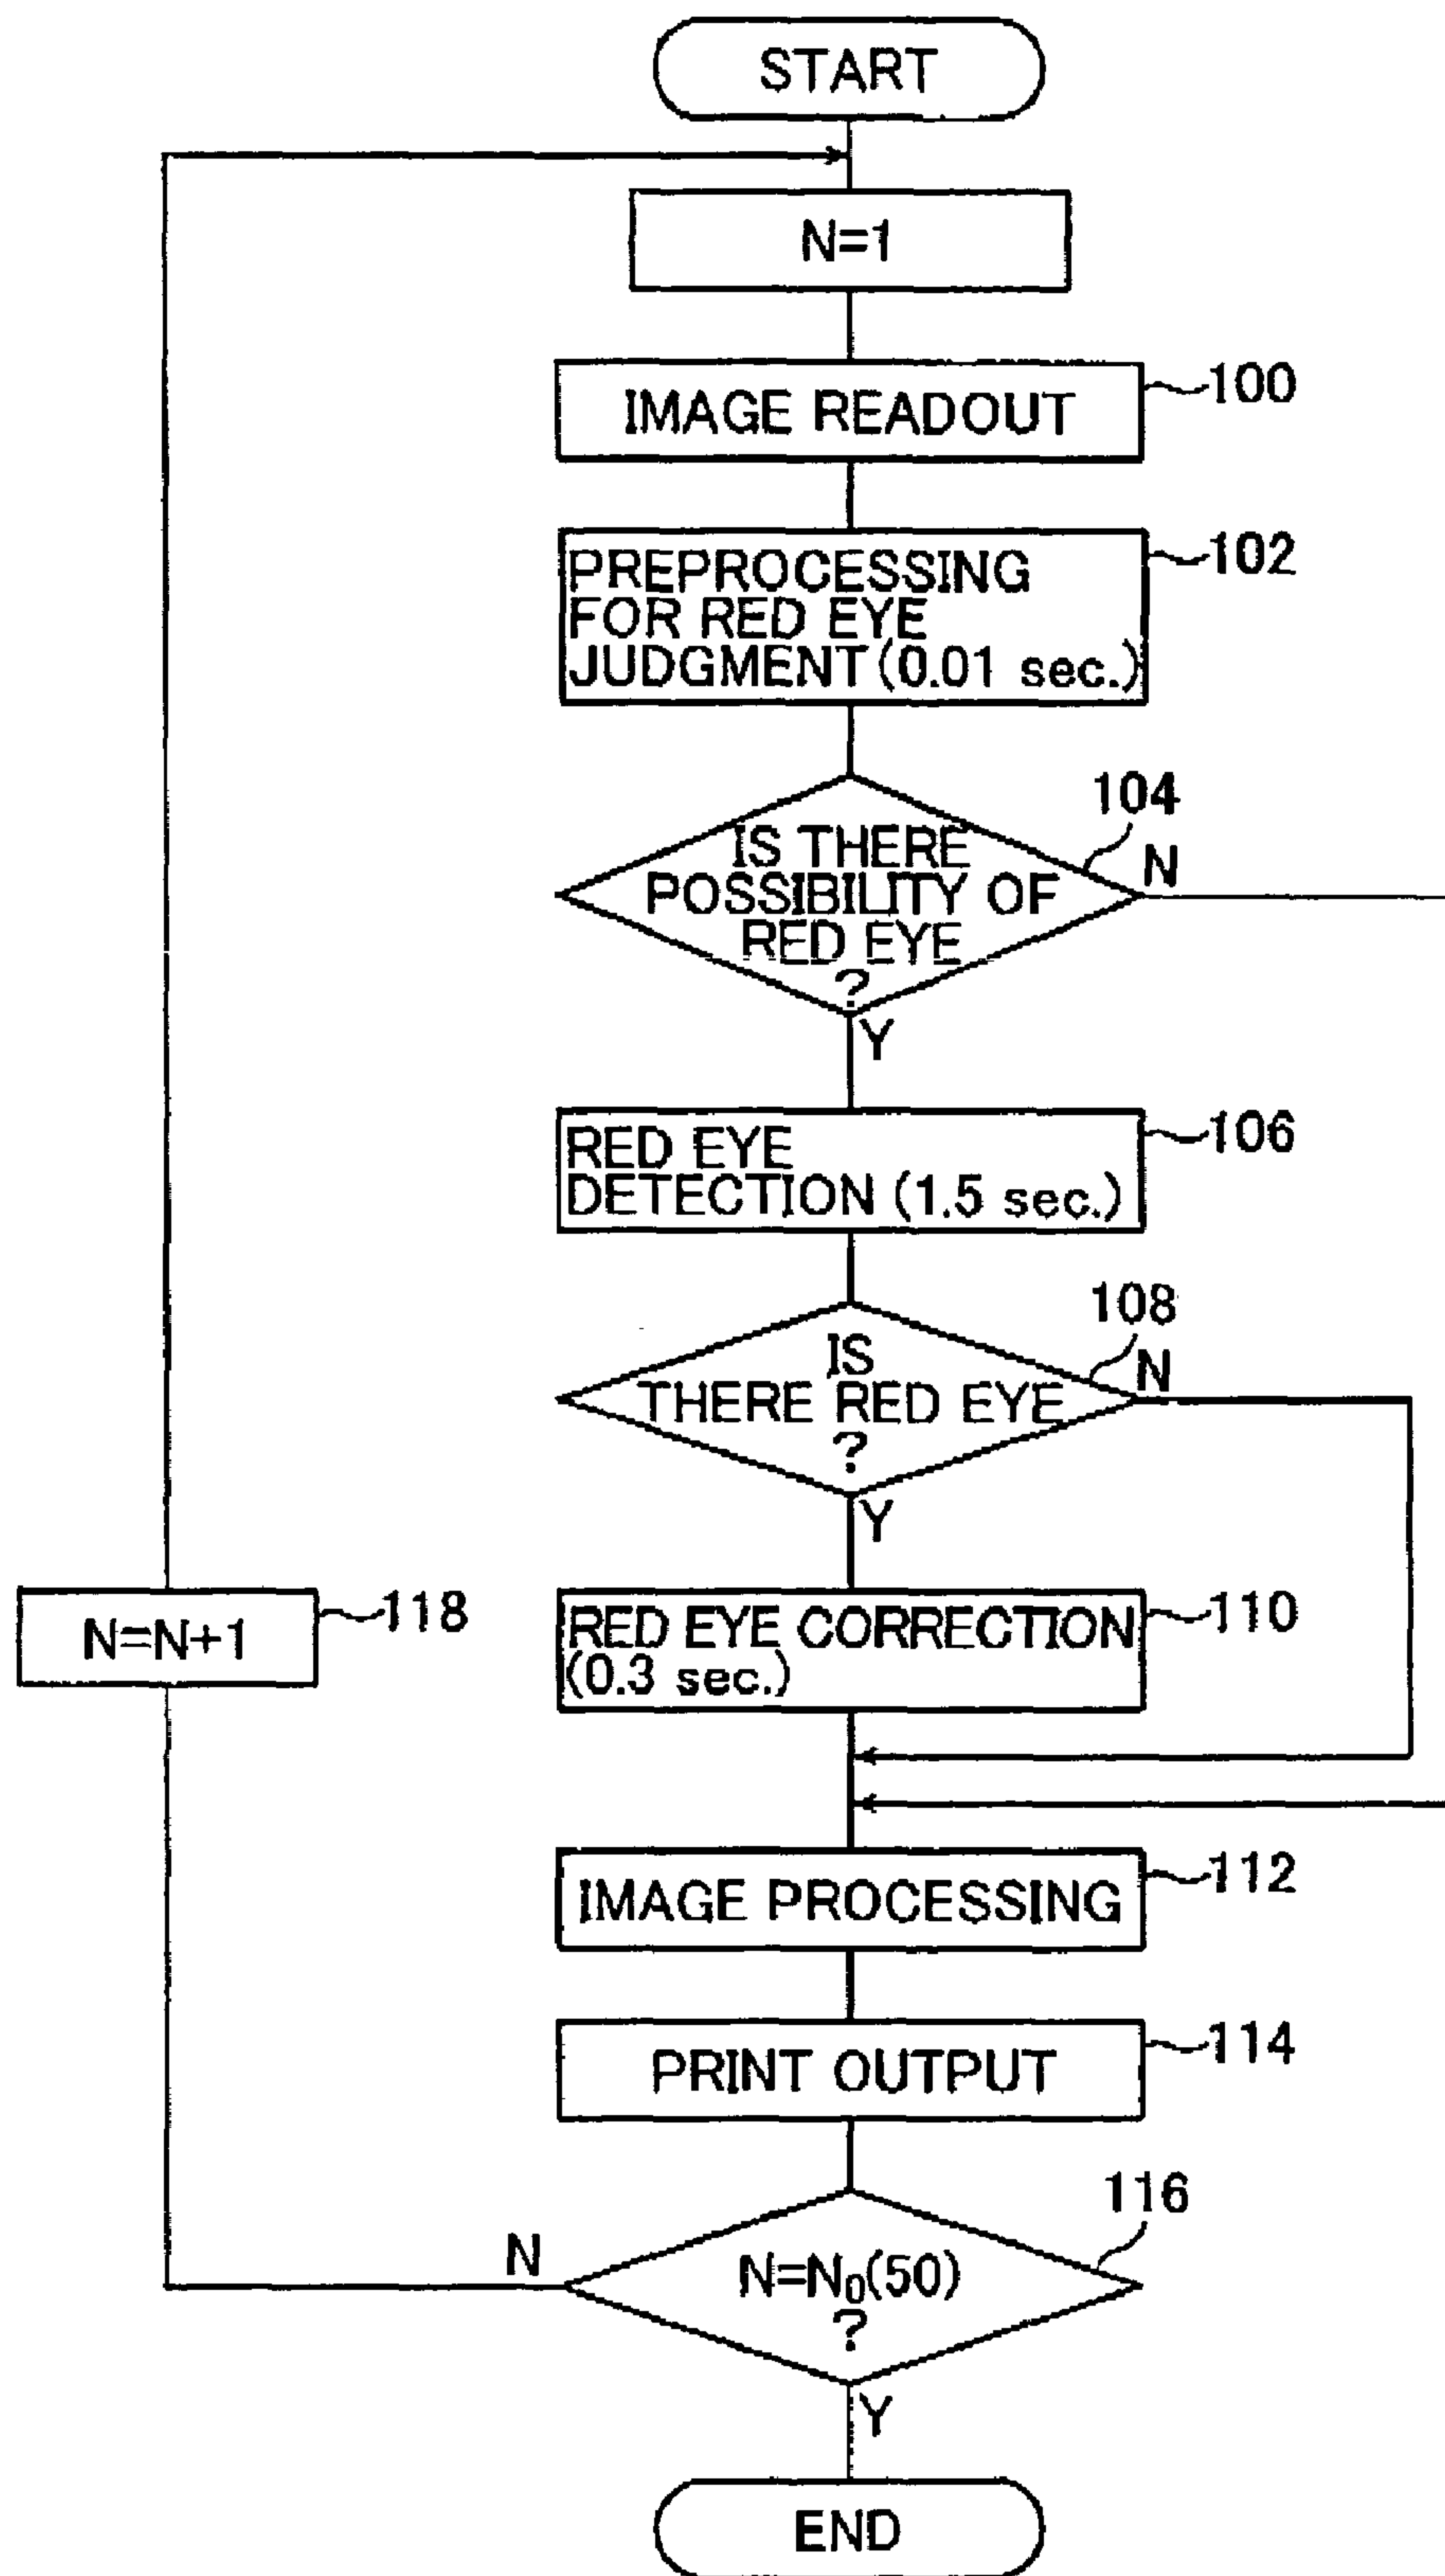 START
N=1
IMAGE READOUT
100
PREPROCESSING
FOR RED EYE
JUDGMENT (0.01 sec.)
102
104
IS THERE
POSSIBILITY OF
RED EYE
?
N
Y
RED EYE
DETECTION (1.5 sec.)
106
108
IS
THERE RED EYE
?
N
Y
N=N+1
118
RED EYE CORRECTION
(0.3 sec.)
110
IMAGE PROCESSING
112
PRINT OUTPUT
114
116
N
N=N₀(50)
?
Y
END